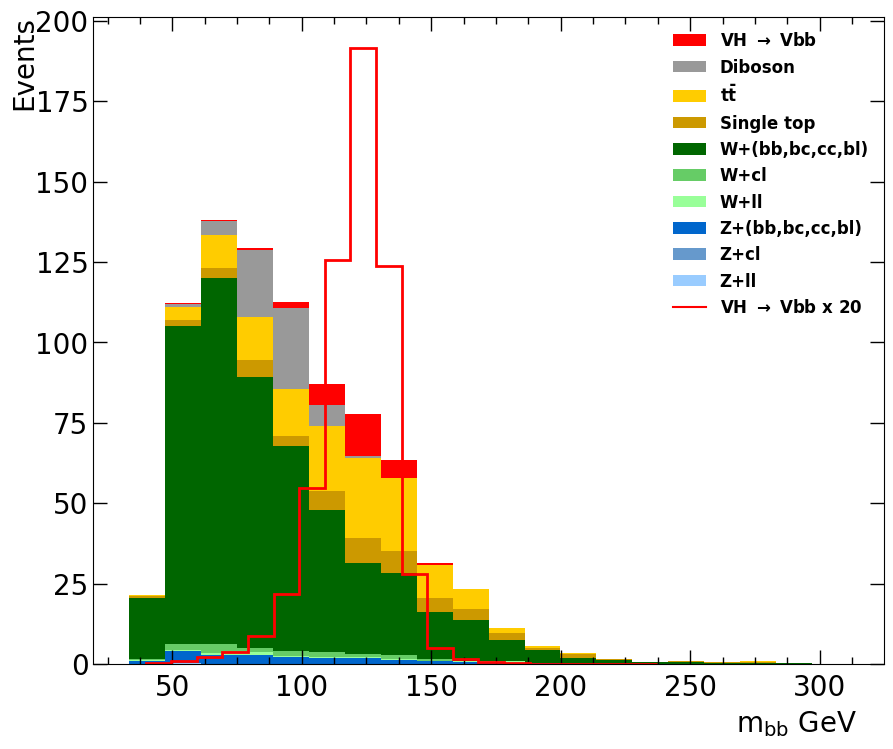 Events
200
175
150
125
100
75
50
25
0
50 100 150 200 250 300
m_bb GeV
VH → Vbb
Diboson
tt̄
Single top
W+(bb,bc,cc,bl)
W+cl
W+ll
Z+(bb,bc,cc,bl)
Z+cl
Z+ll
VH → Vbb x 20